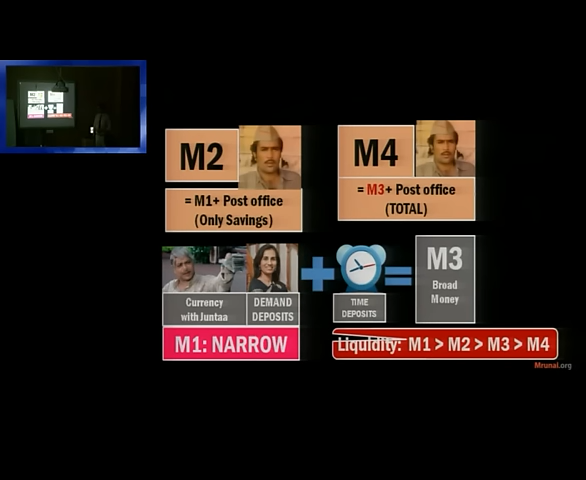 M2
= M1+ Post office
(Only Savings)
M4
= M3+ Post office
(TOTAL)
Currency
with Juntaa
DEMAND
DEPOSITS
TIME
DEPOSITS
M3
Broad
Money
M1: NARROW
Liquidity: M1 > M2 > M3 > M4
Mrunal.org